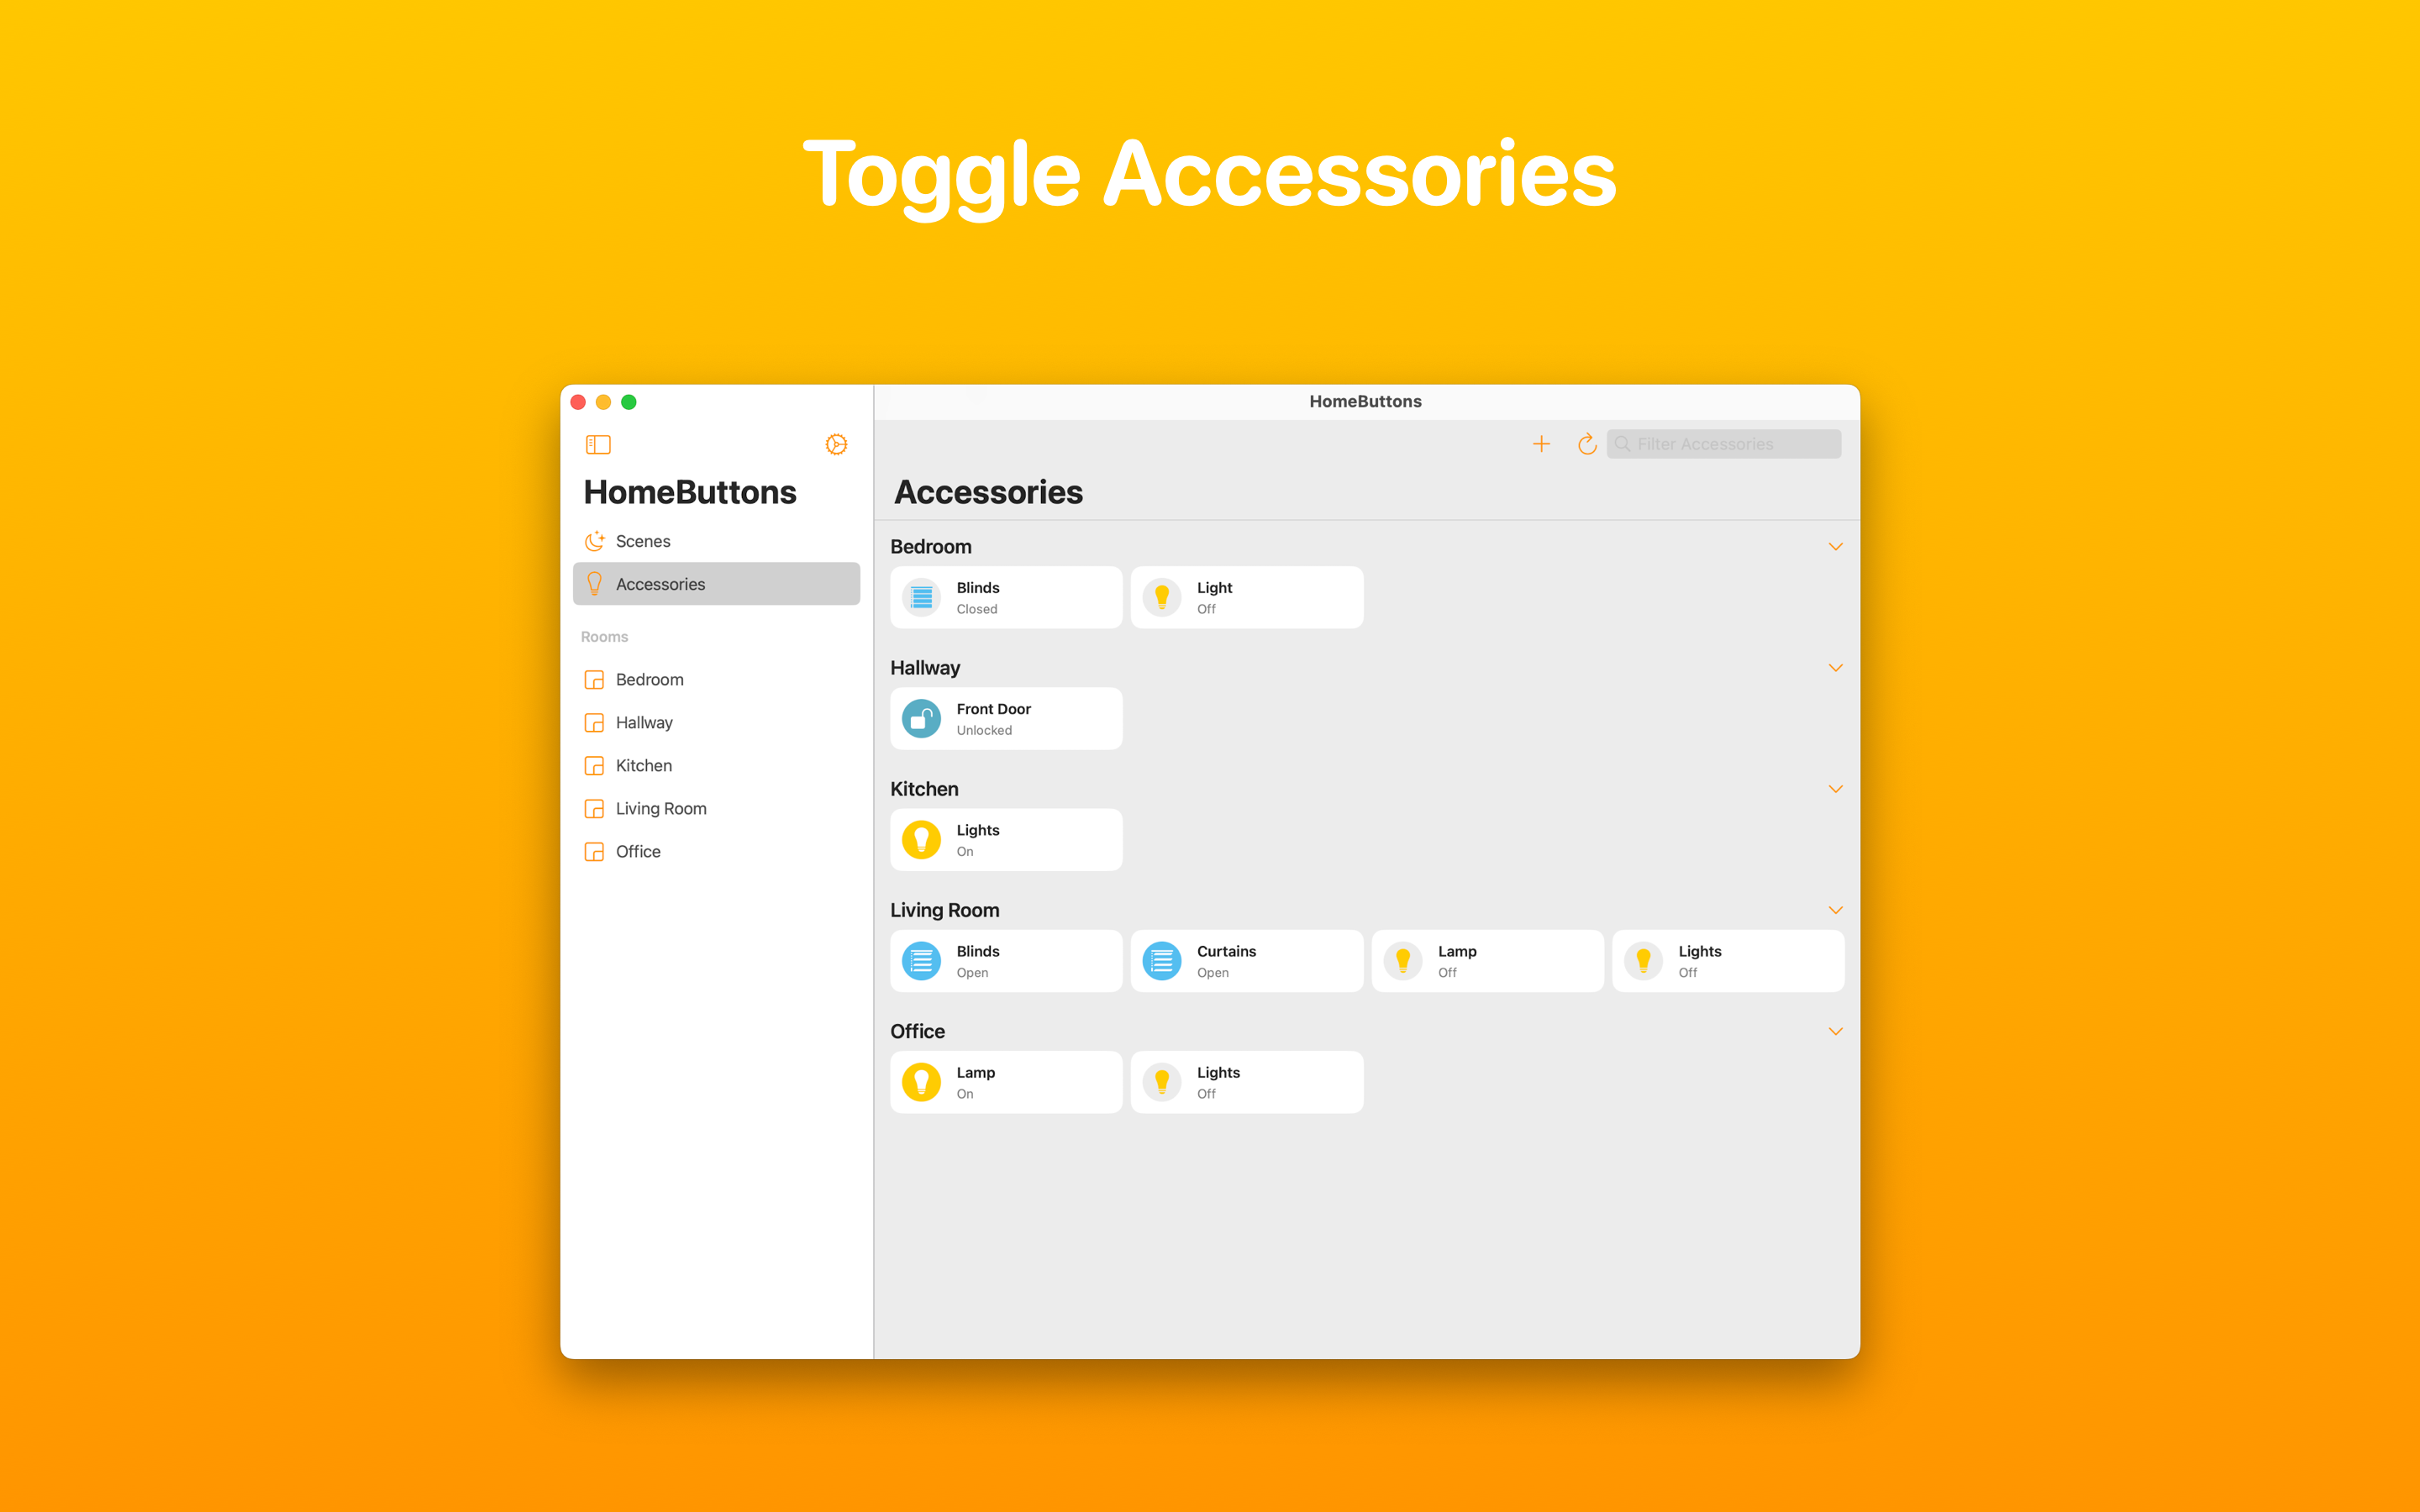 Toggle Accessories
HomeButtons
Filter Accessories
HomeButtons
Scenes
Accessories
Rooms
Bedroom
Hallway
Kitchen
Living Room
Office
Accessories
Bedroom
Blinds
Closed
Light
Off
Hallway
Front Door
Unlocked
Kitchen
Lights
On
Living Room
Blinds
Open
Curtains
Open
Lamp
Off
Lights
Off
Office
Lamp
On
Lights
Off